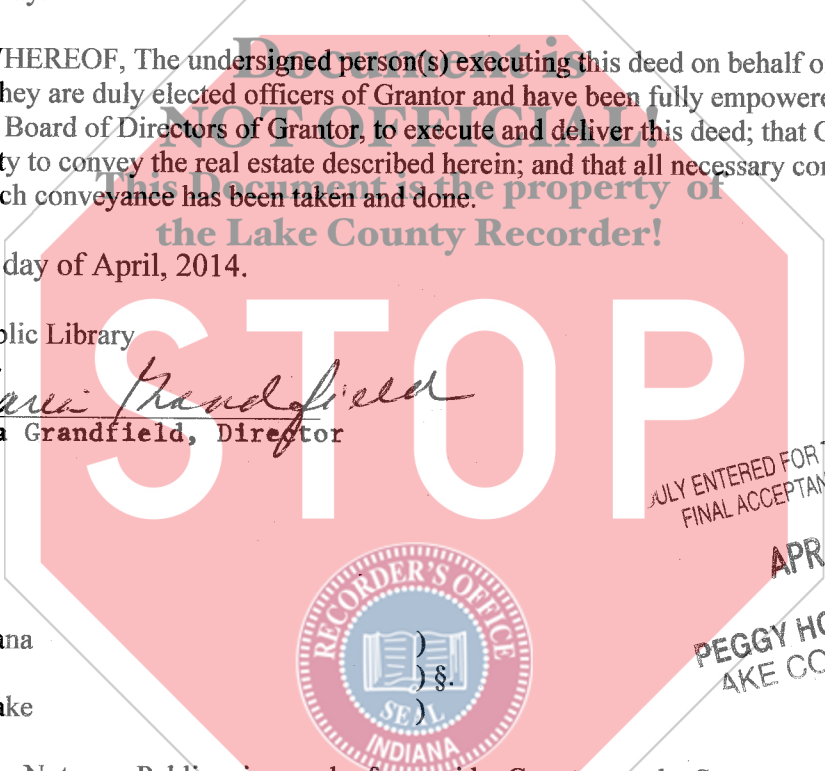 Document is
WHEREOF, The undersigned person(s) executing this deed on behalf o
hey are duly elected officers of Grantor and have been fully empowere
NOT OFFICIAL!
Board of Directors of Grantor, to execute and deliver this deed; that
ty to convey the real estate described herein; and that all necessary
This Document is the property of
ch conveyance has been taken and done.
the Lake County Recorder!
day of April, 2014.
STOP
blic Library
aria Grandfield
a Grandfield, Director
ULY ENTERED FOR
FINAL ACCEPTAN
APR
RECORDER'S OFFICE
SEAL
INDIANA
ana )
) §.
ake )
PEGGY HO
AKE CO